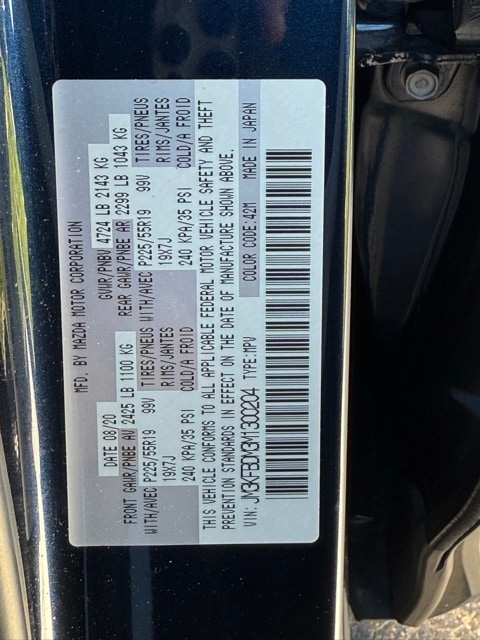 MFD. BY MAZDA MOTOR CORPORATION
DATE 08/20 GVWR/PNBV 4724 LB 2143 KG
FRONT GAWR/PNBE AV 2425 LB 1100 KG REAR GAWR/PNBE AR 2299 LB 1043 KG
WITH/AVEC P225/55R19 99V TIRES/PNEUS WITH/AVEC P225/55R19 99V TIRES/PNEUS
19X7J RIMS/JANTES 19X7J RIMS/JANTES
240 KPA/35 PSI COLD/A FROID 240 KPA/35 PSI COLD/A FROID
THIS VEHICLE CONFORMS TO ALL APPLICABLE FEDERAL MOTOR VEHICLE SAFETY AND THEFT
PREVENTION STANDARDS IN EFFECT ON THE DATE OF MANUFACTURE SHOWN ABOVE.
VIN: JM3KFBDM3M1300204 TYPE:MPV COLOR CODE:42M MADE IN JAPAN